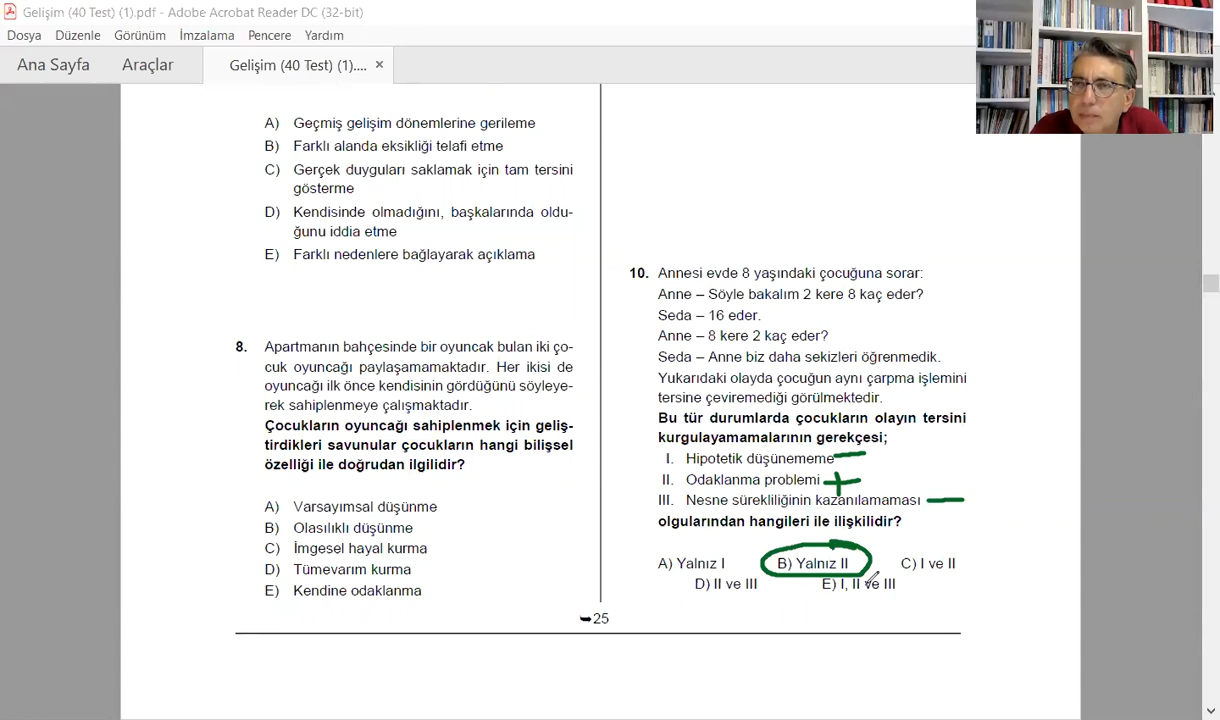 Gelişim (40 Test) (1).pdf - Adobe Acrobat Reader DC (32-bit)
Dosya Düzenle Görünüm İmzalama Pencere Yardım
Ana Sayfa Araçlar Gelişim (40 Test) (1).... ×
A) Geçmiş gelişim dönemlerine gerileme
B) Farklı alanda eksikliği telafi etme
C) Gerçek duyguları saklamak için tam tersini
gösterme
D) Kendisinde olmadığını, başkalarında oldu-
ğunu iddia etme
E) Farklı nedenlere bağlayarak açıklama
8. Apartmanın bahçesinde bir oyuncak bulan iki ço-
cuk oyuncağı paylaşamamaktadır. Her ikisi de
oyuncağı ilk önce kendisinin gördüğünü söyleye-
rek sahiplenmeye çalışmaktadır.
Çocukların oyuncağı sahiplenmek için geliş-
tirdikleri savunular çocukların hangi bilişsel
özelliği ile doğrudan ilgilidir?
A) Varsayımsal düşünme
B) Olasılıklı düşünme
C) İmgesel hayal kurma
D) Tümevarım kurma
E) Kendine odaklanma
10. Annesi evde 8 yaşındaki çocuğuna sorar:
Anne – Söyle bakalım 2 kere 8 kaç eder?
Seda – 16 eder.
Anne – 8 kere 2 kaç eder?
Seda – Anne biz daha sekizleri öğrenmedik.
Yukarıdaki olayda çocuğun aynı çarpma işlemini
tersine çeviremediği görülmektedir.
Bu tür durumlarda çocukların olayın tersini
kurgulayamamalarının gerekçesi;
I. Hipotetik düşünememe
II. Odaklanma problemi
III. Nesne sürekliliğinin kazanılamaması
olgularından hangileri ile ilişkilidir?
A) Yalnız I B) Yalnız II C) I ve II
D) II ve III E) I, II ve III
25